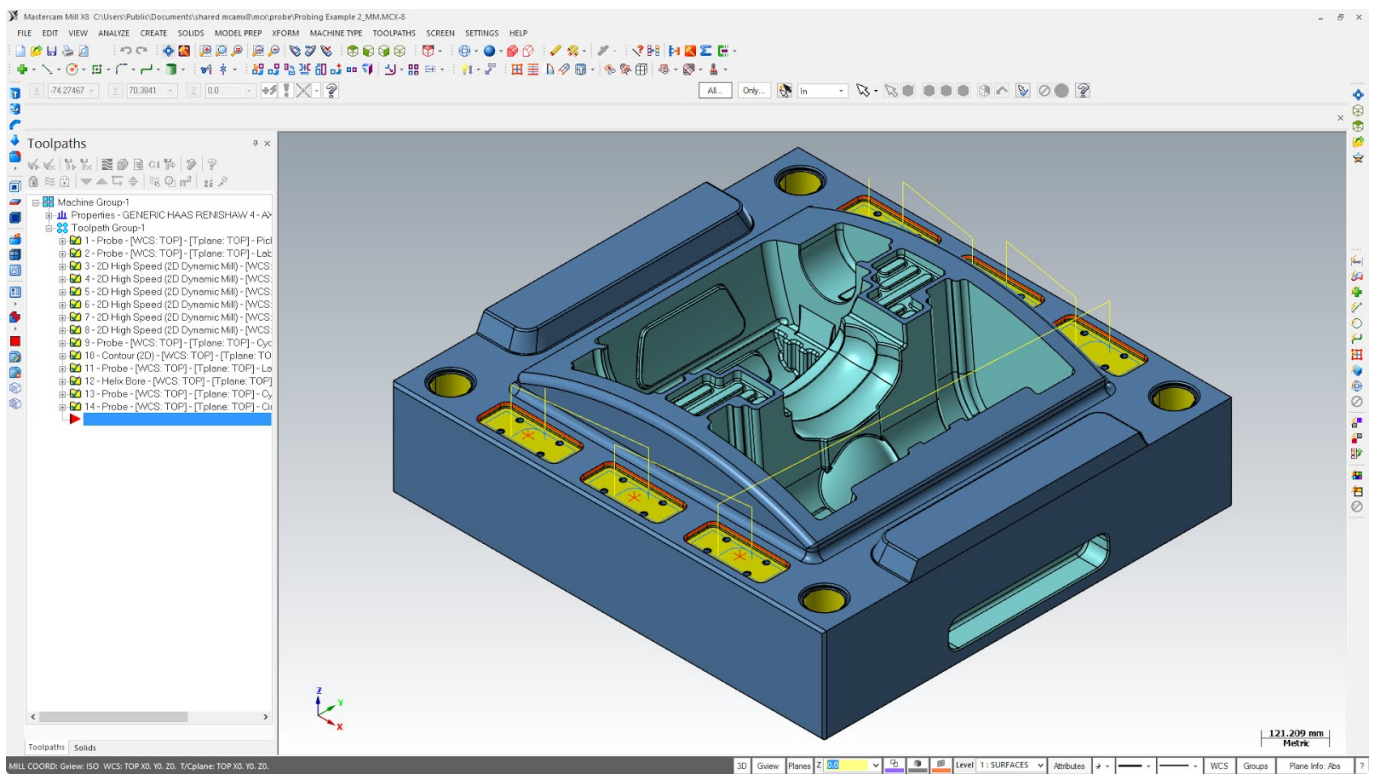 Mastercam Mill X8 C:\Users\Public\Documents\shared mcamx8\mcx\probe\Probing Example 2_MM.MCX-8
FILE EDIT VIEW ANALYZE CREATE SOLIDS MODEL PREP XFORM MACHINE TYPE TOOLPATHS SCREEN SETTINGS HELP
X -74.27467 Y 70.3841 Z 0.0 All... Only... In
Toolpaths
G1
Machine Group-1
Properties - GENERIC HAAS RENISHAW 4- AX
Toolpath Group-1
1 - Probe - [WCS: TOP] - [Tplane: TOP] - Picl
2 - Probe - [WCS: TOP] - [Tplane: TOP] - Lab
3 - 2D High Speed (2D Dynamic Mill) - [WCS:
4 - 2D High Speed (2D Dynamic Mill) - [WCS:
5 - 2D High Speed (2D Dynamic Mill) - [WCS:
6 - 2D High Speed (2D Dynamic Mill) - [WCS:
7 - 2D High Speed (2D Dynamic Mill) - [WCS:
8 - 2D High Speed (2D Dynamic Mill) - [WCS:
9 - Probe - [WCS: TOP] - [Tplane: TOP] - Cyc
10 - Contour (2D) - [WCS: TOP] - [Tplane: TO
11 - Probe - [WCS: TOP] - [Tplane: TOP] - La
12 - Helix Bore - [WCS: TOP] - [Tplane: TOP]
13 - Probe - [WCS: TOP] - [Tplane: TOP] - Cy
14 - Probe - [WCS: TOP] - [Tplane: TOP] - Cir
Z
Y
X
121.209 mm
Metric
Toolpaths Solids
MILL COORD: Gview: ISO WCS: TOP X0. Y0. Z0. T/Cplane: TOP X0. Y0. Z0.
3D Gview Planes Z 0.0 Level 1 : SURFACES Attributes WCS Groups Plane Info: Abs ?